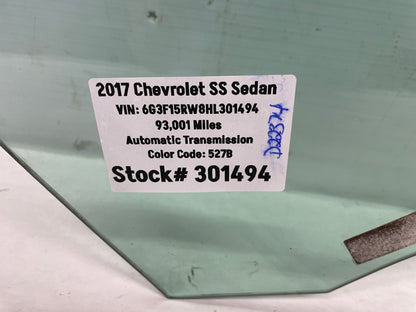 2017 Chevrolet SS Sedan
VIN: 6G3F15RW8HL301494
93,001 Miles
Automatic Transmission
Color Code: 527B
Stock# 301494